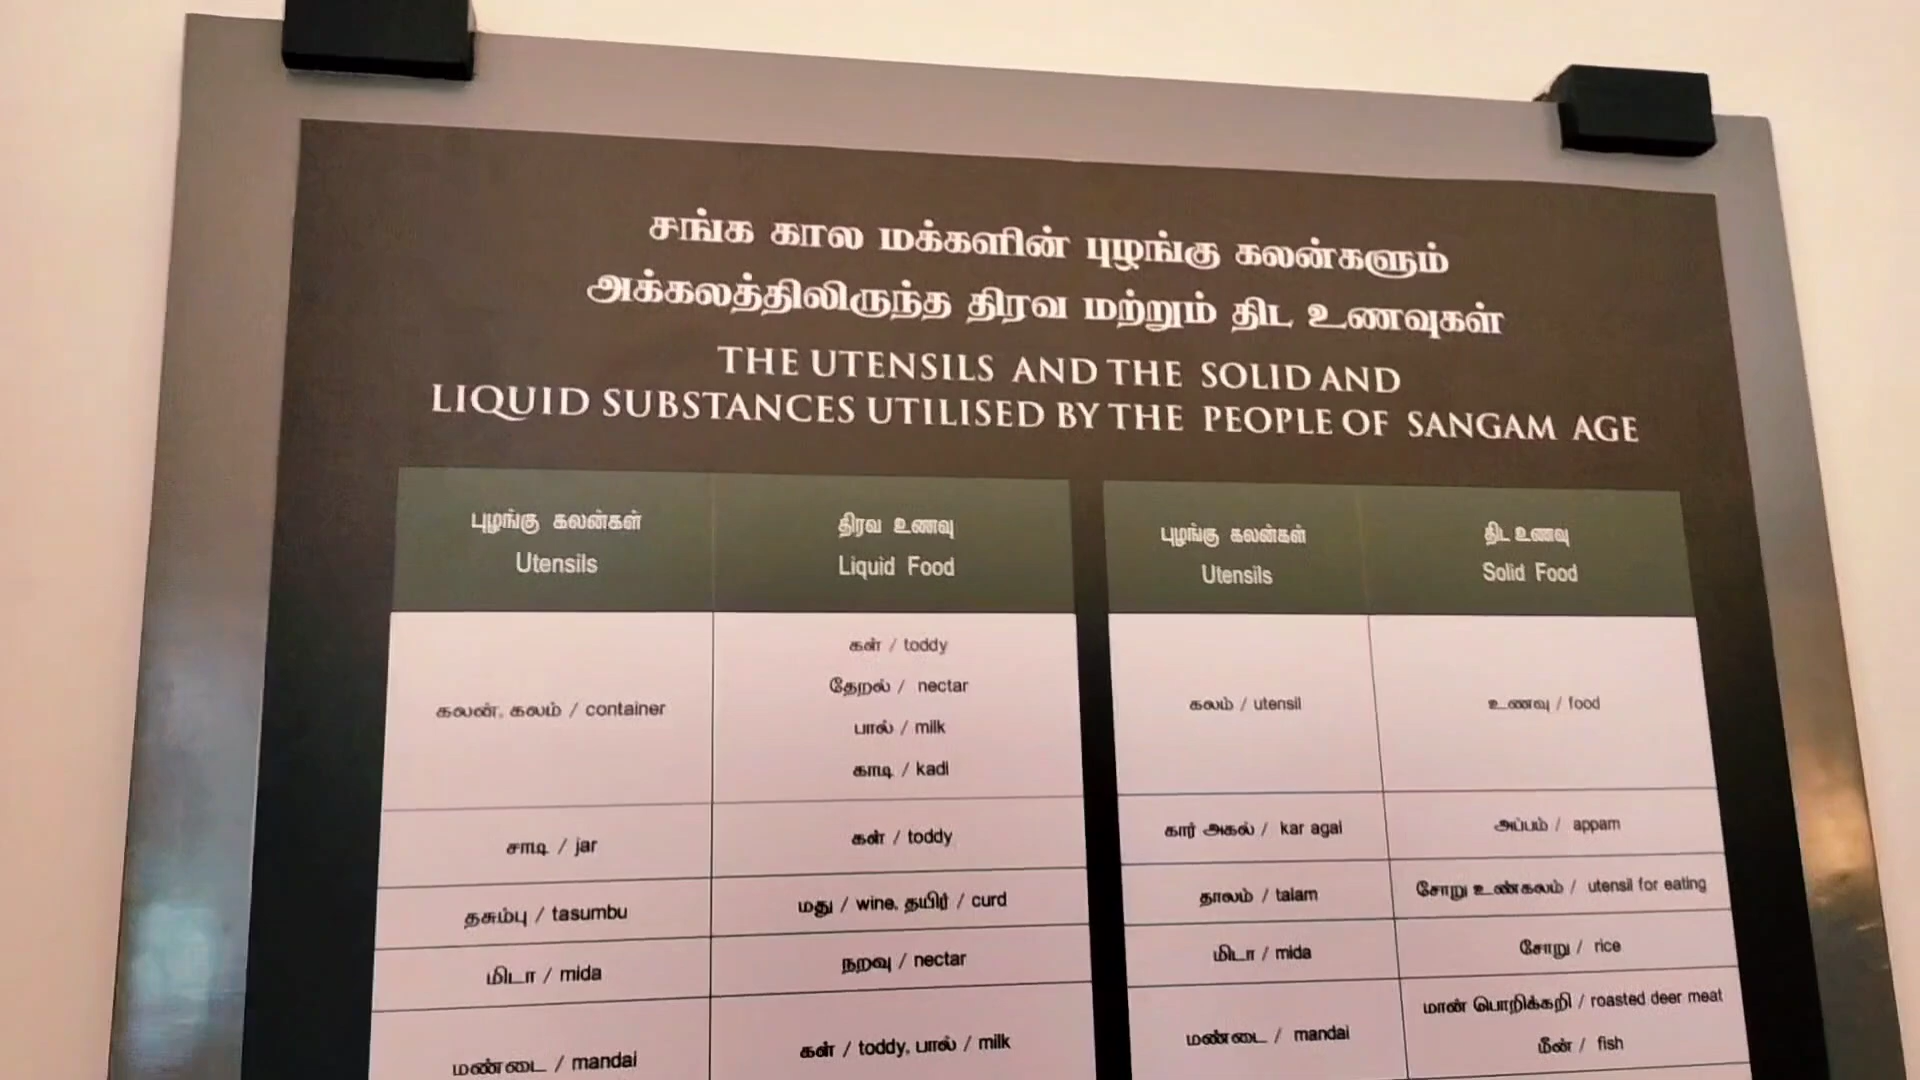 சங்க கால மக்களின் புழங்கு கலன்களும்
அக்கலத்திலிருந்த திரவ மற்றும் திட உணவுகள்
THE UTENSILS AND THE SOLID AND
LIQUID SUBSTANCES UTILISED BY THE PEOPLE OF SANGAM AGE
புழங்கு கலன்கள்
Utensils
திரவ உணவு
Liquid Food
புழங்கு கலன்கள்
Utensils
திட உணவு
Solid Food
கலன், கலம் / container
கள் / toddy
தேறல் / nectar
பால் / milk
காடி / kadi
கலம் / utensil
உணவு / food
சாடி / jar
கள் / toddy
கார் அகல் / kar agal
அப்பம் / appam
தசும்பு / tasumbu
மது / wine, தயிர் / curd
தாலம் / talam
சோறு உண்கலம் / utensil for eating
மிடா / mida
நறவு / nectar
மிடா / mida
சோறு / rice
மண்டை / mandai
கள் / toddy, பால் / milk
மண்டை / mandai
மான் பொறிக்கறி / roasted deer meat
மீன் / fish